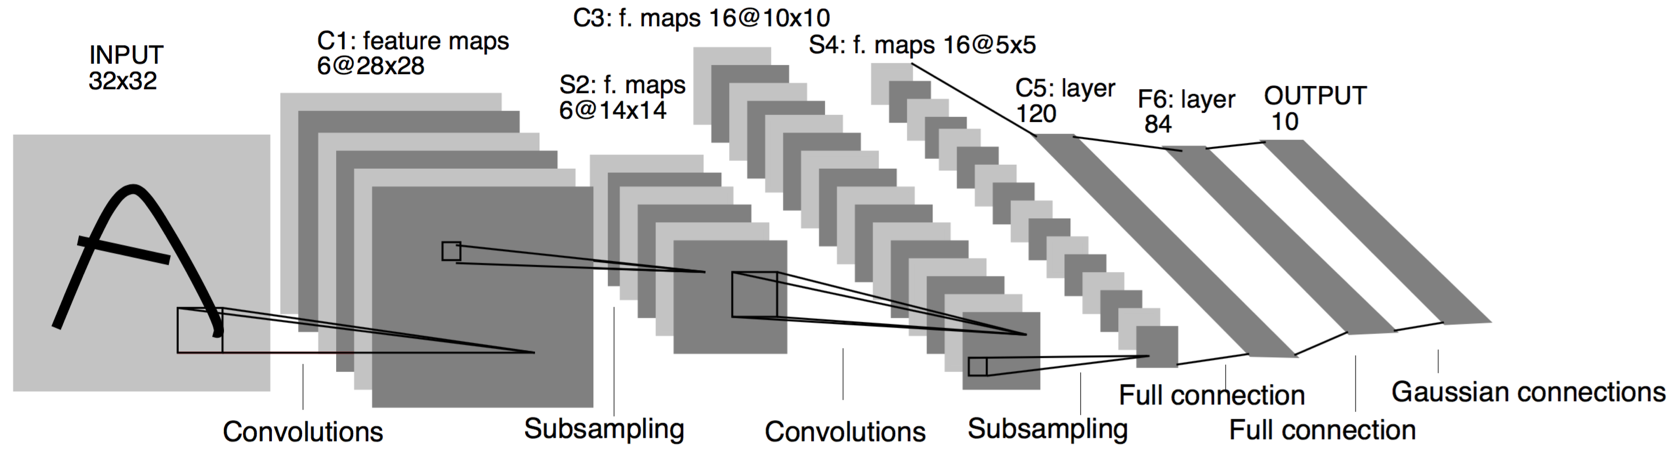 INPUT
32x32
C1: feature maps
6@28x28
S2: f. maps
6@14x14
C3: f. maps 16@10x10
S4: f. maps 16@5x5
C5: layer
120
F6: layer
84
OUTPUT
10
Convolutions
Subsampling
Convolutions
Subsampling
Full connection
Full connection
Gaussian connections